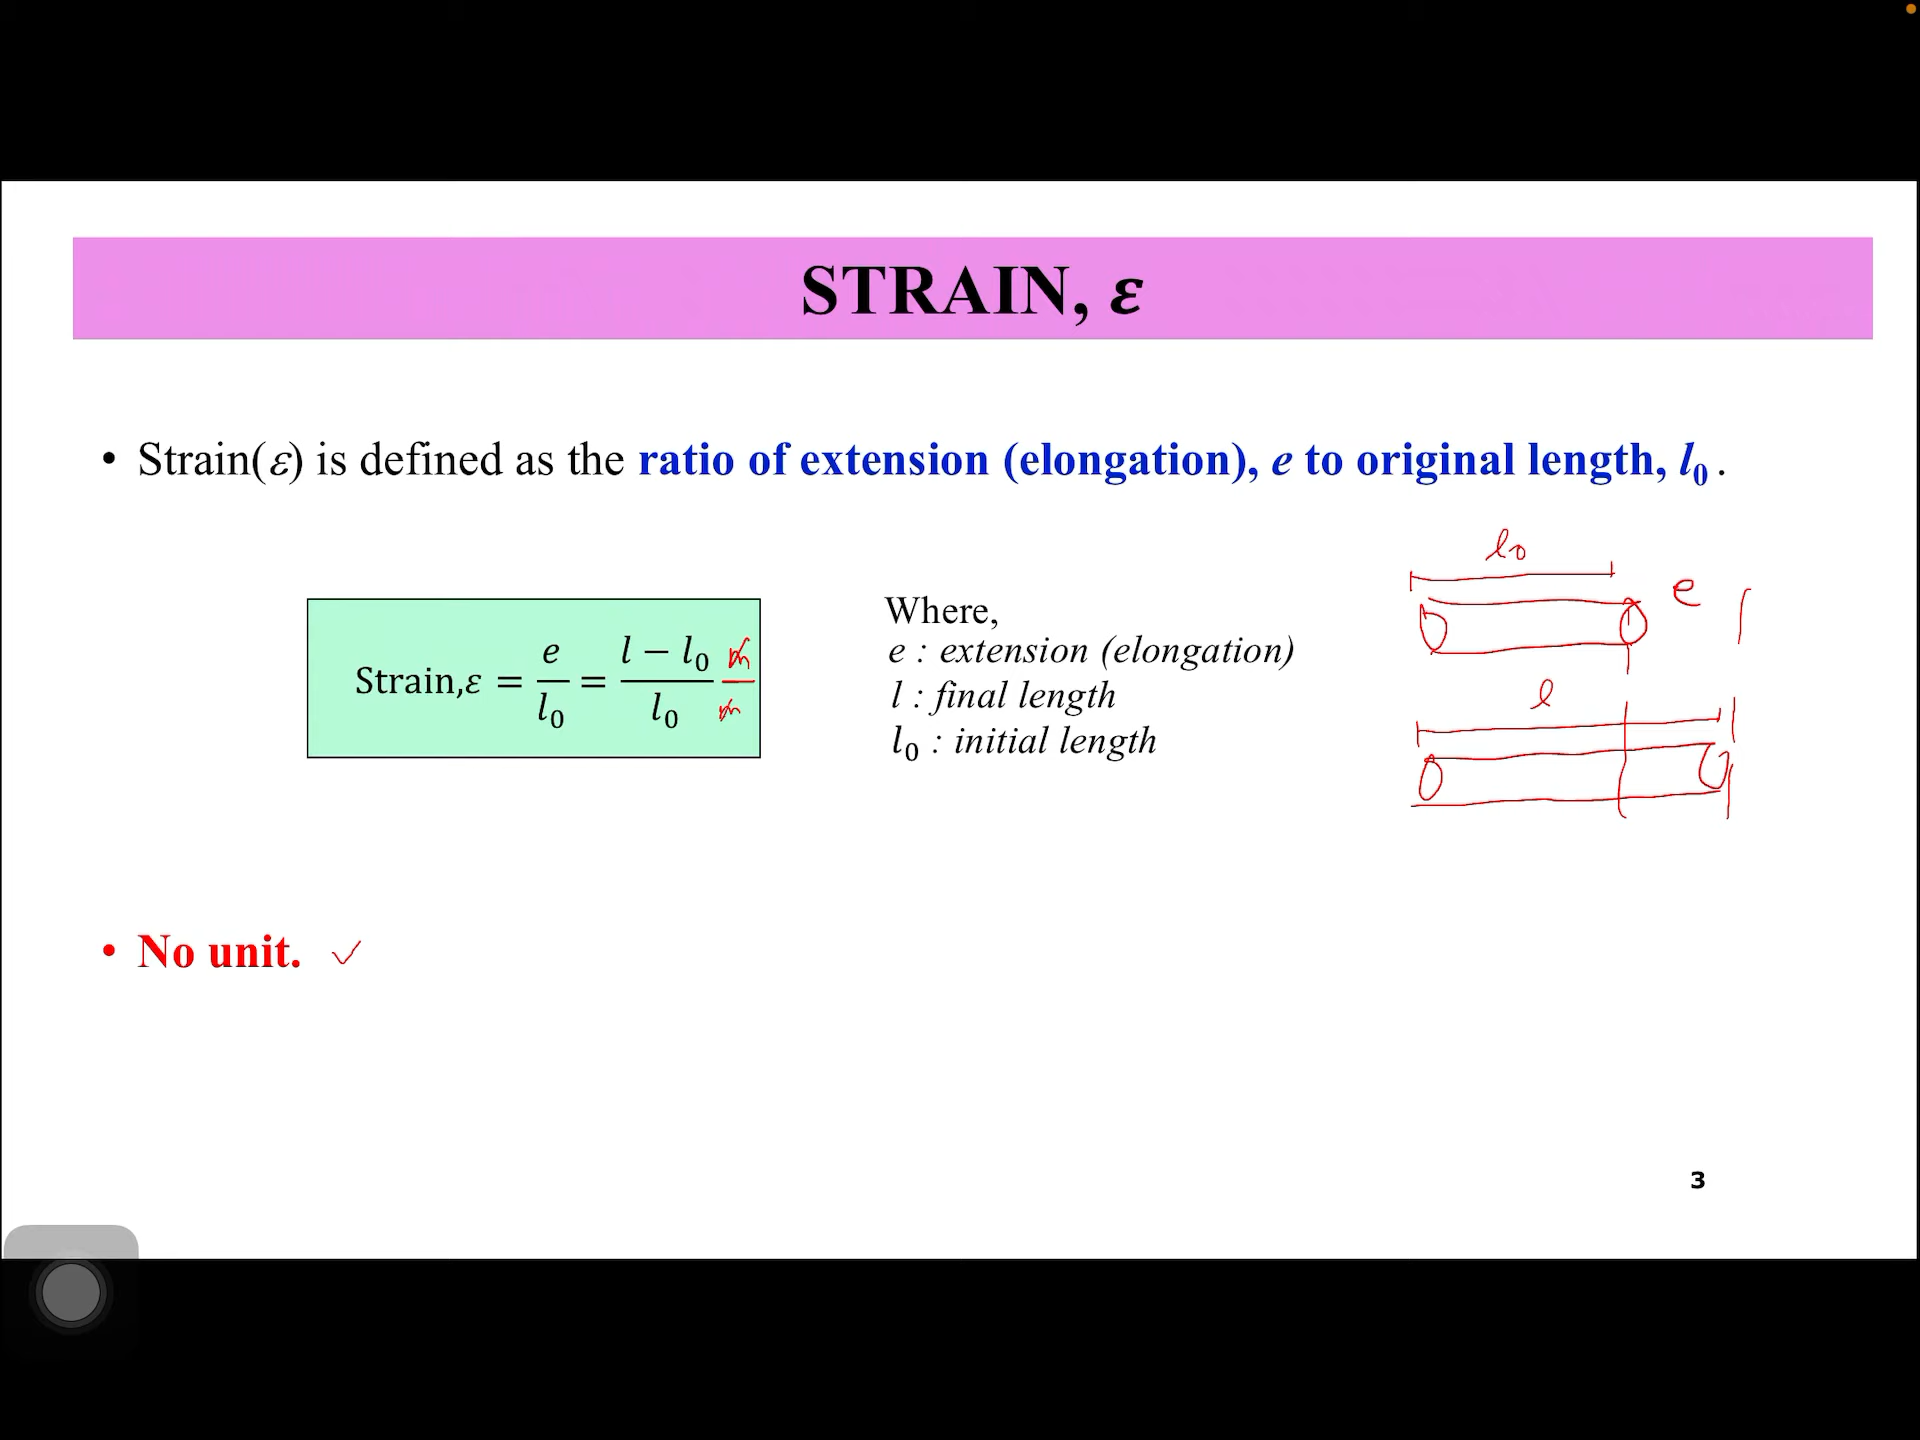 STRAIN, ε
• Strain(ε) is defined as the ratio of extension (elongation), e to original length, l₀ .
l₀
e
Strain,ε = e/l₀ = (l − l₀)/l₀ m/m
Where,
e : extension (elongation)
l : final length
l₀ : initial length
l
• No unit. ✓
3